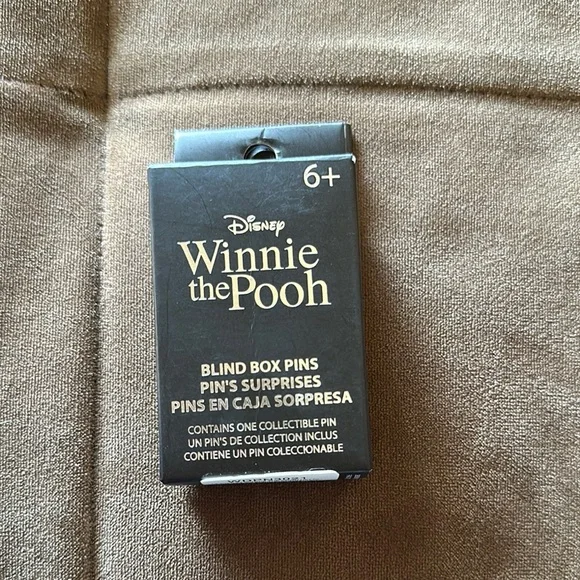 6+
Disney
Winnie
the Pooh
BLIND BOX PINS
PIN'S SURPRISES
PINS EN CAJA SORPRESA
CONTAINS ONE COLLECTIBLE PIN
UN PIN'S DE COLLECTION INCLUS
CONTIENE UN PIN COLECCIONABLE